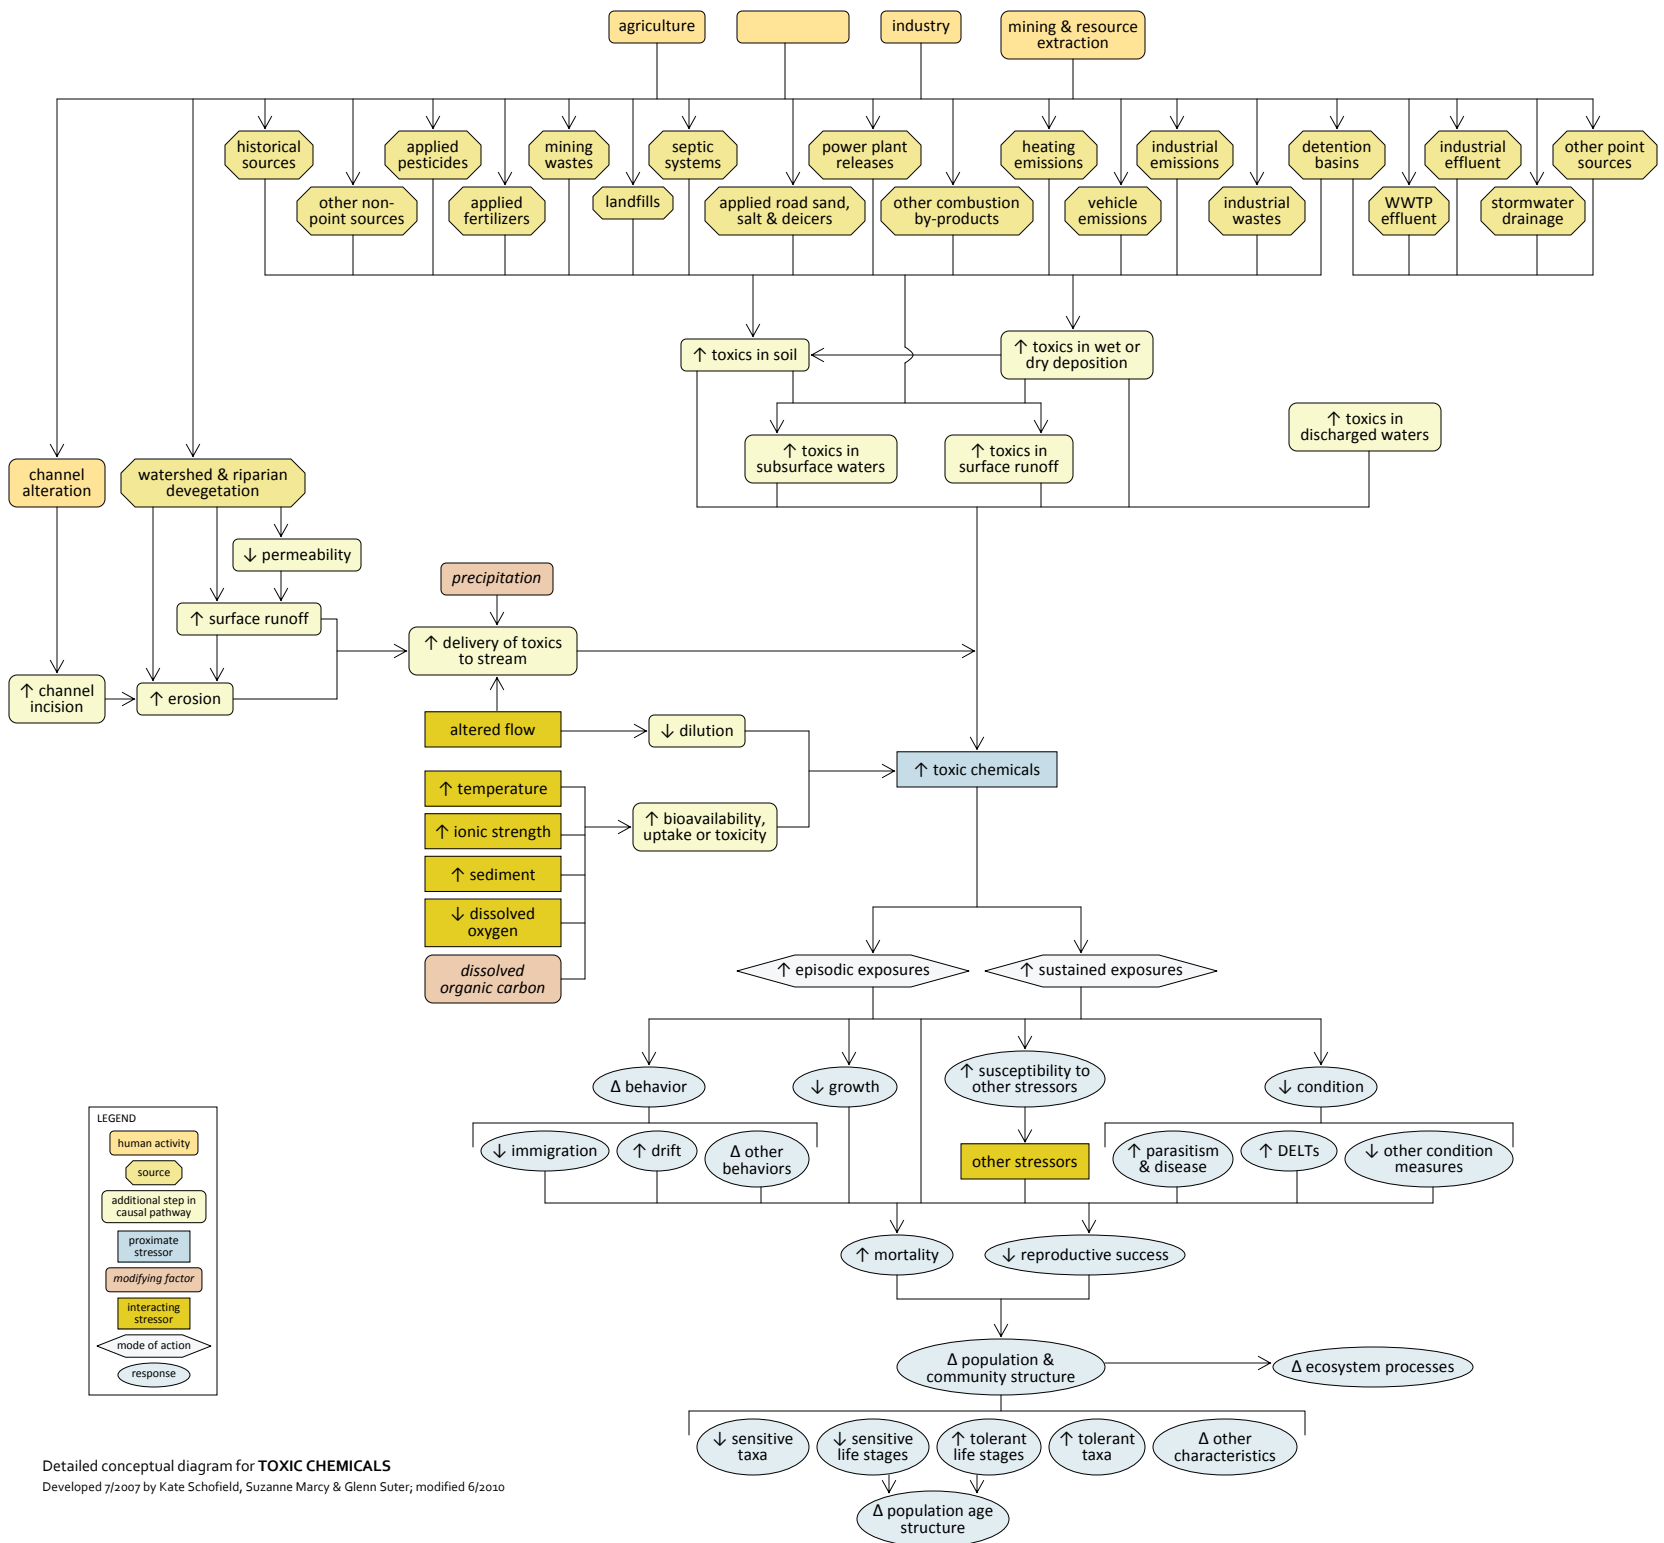 agriculture
industry
mining & resource
extraction
historical
sources
applied
pesticides
mining
wastes
septic
systems
power plant
releases
heating
emissions
industrial
emissions
detention
basins
industrial
effluent
other point
sources
other non-
point sources
applied
fertilizers
landfills
applied road sand,
salt & deicers
other combustion
by-products
vehicle
emissions
industrial
wastes
WWTP
effluent
stormwater
drainage
↑ toxics in soil
↑ toxics in wet or
dry deposition
↑ toxics in
discharged waters
↑ toxics in
subsurface waters
↑ toxics in
surface runoff
channel
alteration
watershed & riparian
devegetation
↓ permeability
precipitation
↑ surface runoff
↑ delivery of toxics
to stream
↑ channel
incision
↑ erosion
altered flow
↓ dilution
↑ toxic chemicals
↑ temperature
↑ ionic strength
↑ bioavailability,
uptake or toxicity
↑ sediment
↓ dissolved
oxygen
dissolved
organic carbon
↑ episodic exposures
↑ sustained exposures
Δ behavior
↓ growth
↑ susceptibility to
other stressors
↓ condition
↓ immigration
↑ drift
Δ other
behaviors
other stressors
↑ parasitism
& disease
↑ DELTs
↓ other condition
measures
↑ mortality
↓ reproductive success
Δ population &
community structure
Δ ecosystem processes
↓ sensitive
taxa
↓ sensitive
life stages
↑ tolerant
life stages
↑ tolerant
taxa
Δ other
characteristics
Δ population age
structure
LEGEND
human activity
source
additional step in
causal pathway
proximate
stressor
modifying factor
interacting
stressor
mode of action
response
Detailed conceptual diagram for TOXIC CHEMICALS
Developed 7/2007 by Kate Schofield, Suzanne Marcy & Glenn Suter; modified 6/2010